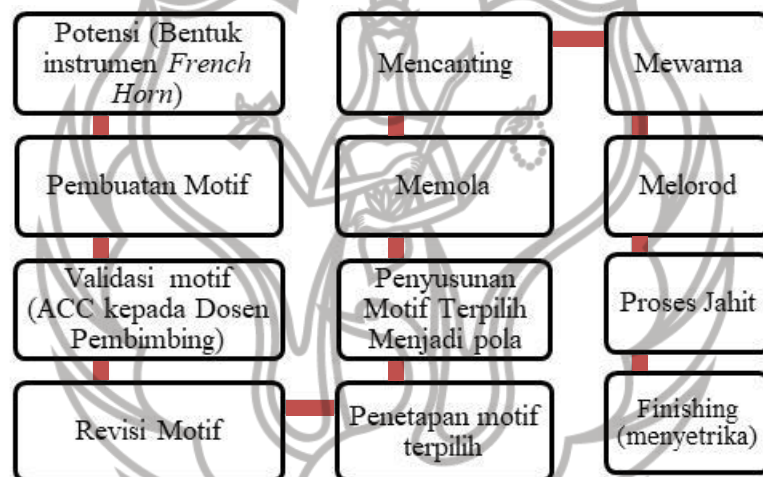 Potensi (Bentuk
instrumen French
Horn)
Pembuatan Motif
Validasi motif
(ACC kepada Dosen
Pembimbing)
Revisi Motif
Penetapan motif
terpilih
Penyusunan
Motif Terpilih
Menjadi pola
Memola
Mencanting
Mewarna
Melorod
Proses Jahit
Finishing
(menyetrika)